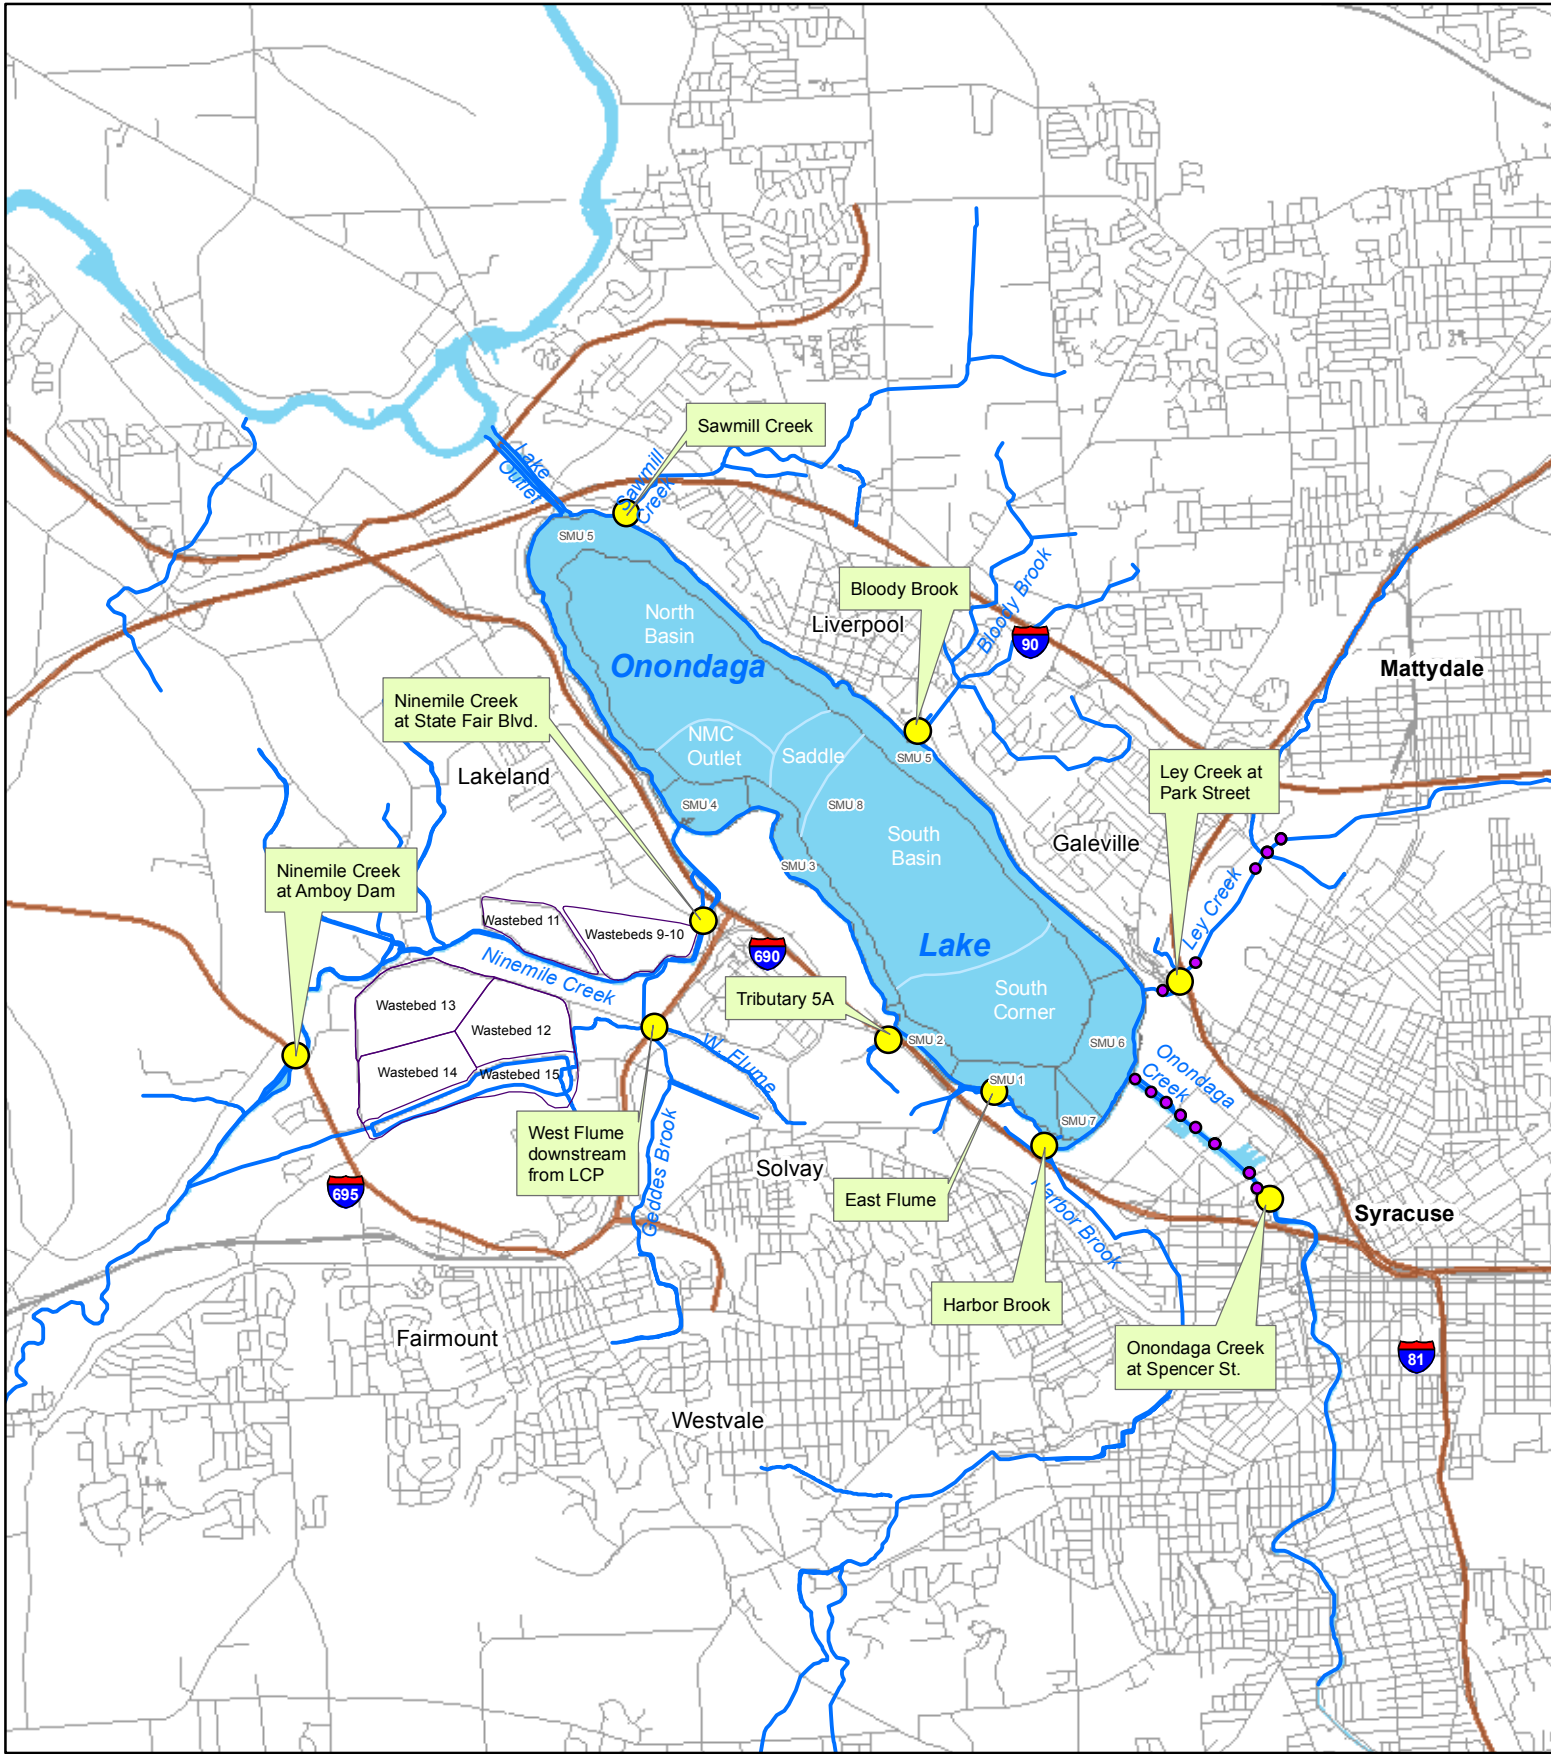 Sawmill Creek
Lake
Outlet
Sawmill
Creek
SMU 5
Bloody Brook
Bloody Brook
Liverpool
90
North
Basin
Onondaga
Mattydale
Ninemile Creek
at State Fair Blvd.
NMC
Outlet
Saddle
SMU 5
Lakeland
Ley Creek at
Park Street
SMU 4
SMU 8
South
Basin
Galeville
SMU 3
Ninemile Creek
at Amboy Dam
Wastebed 11
Wastebeds 9-10
Ley Creek
Lake
690
Ninemile Creek
Tributary 5A
South
Corner
Wastebed 13
Wastebed 12
W. Flume
SMU 2
SMU 6
Onondaga
Creek
Wastebed 14
Wastebed 15
SMU 1
SMU 7
West Flume
downstream
from LCP
Geddes Brook
Solvay
East Flume
695
Harbor Brook
Syracuse
Harbor Brook
Fairmount
Onondaga Creek
at Spencer St.
81
Westvale